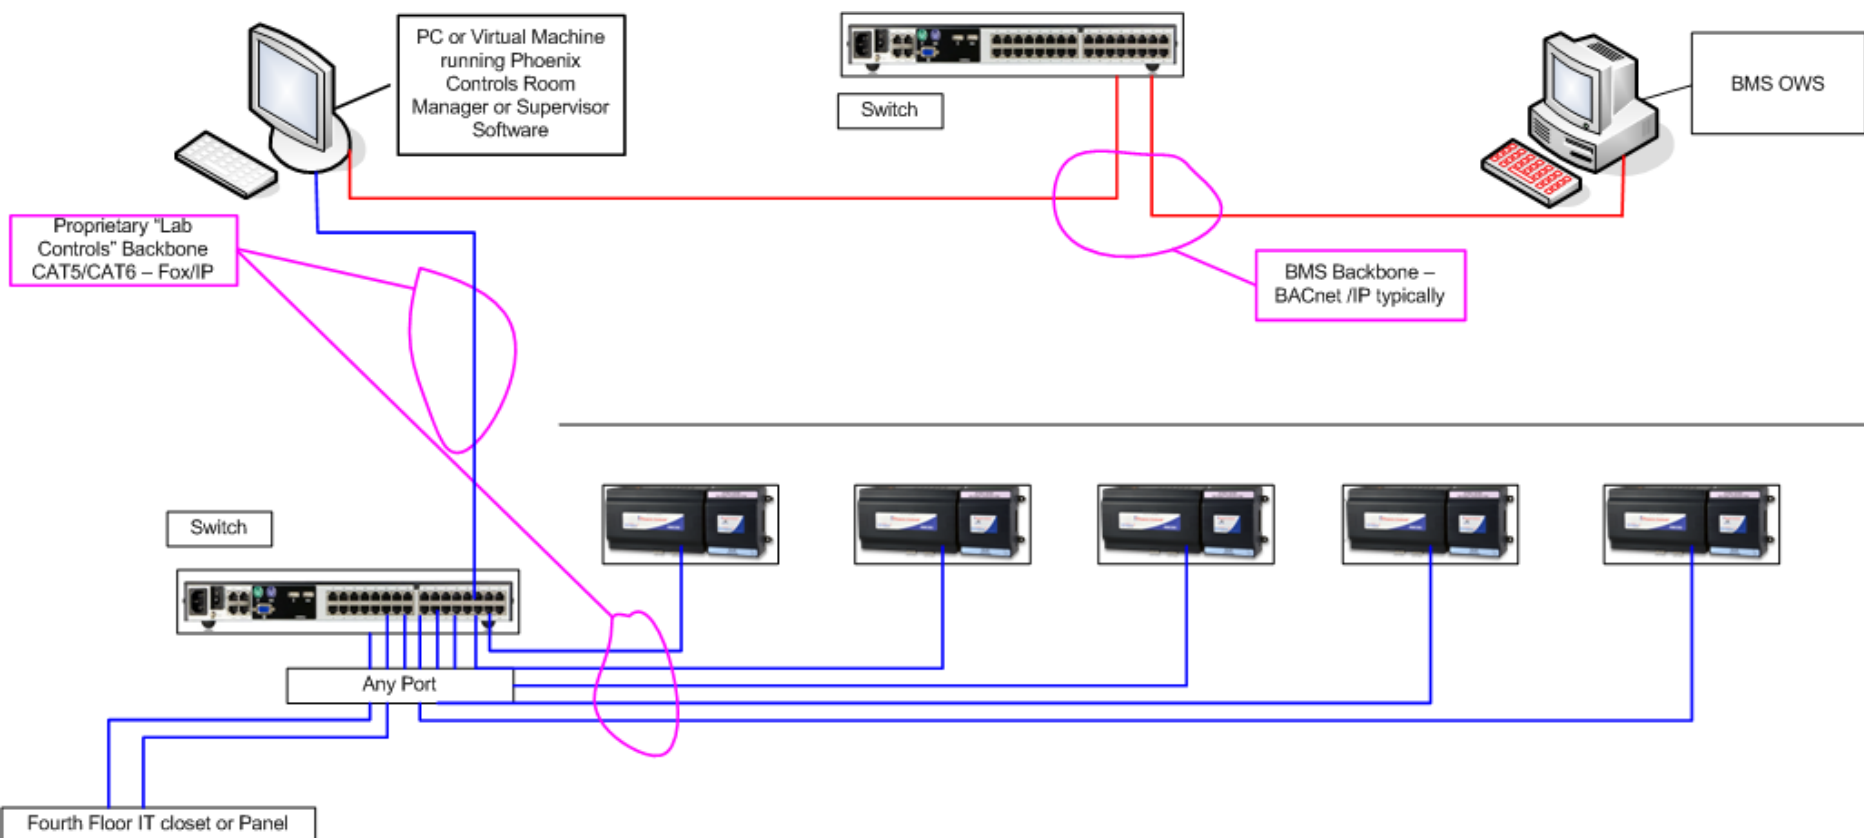 PC or Virtual Machine
running Phoenix
Controls Room
Manager or Supervisor
Software
Switch
BMS OWS
Proprietary “Lab
Controls” Backbone
CAT5/CAT6 – Fox/IP
BMS Backbone –
BACnet /IP typically
Switch
Any Port
Fourth Floor IT closet or Panel